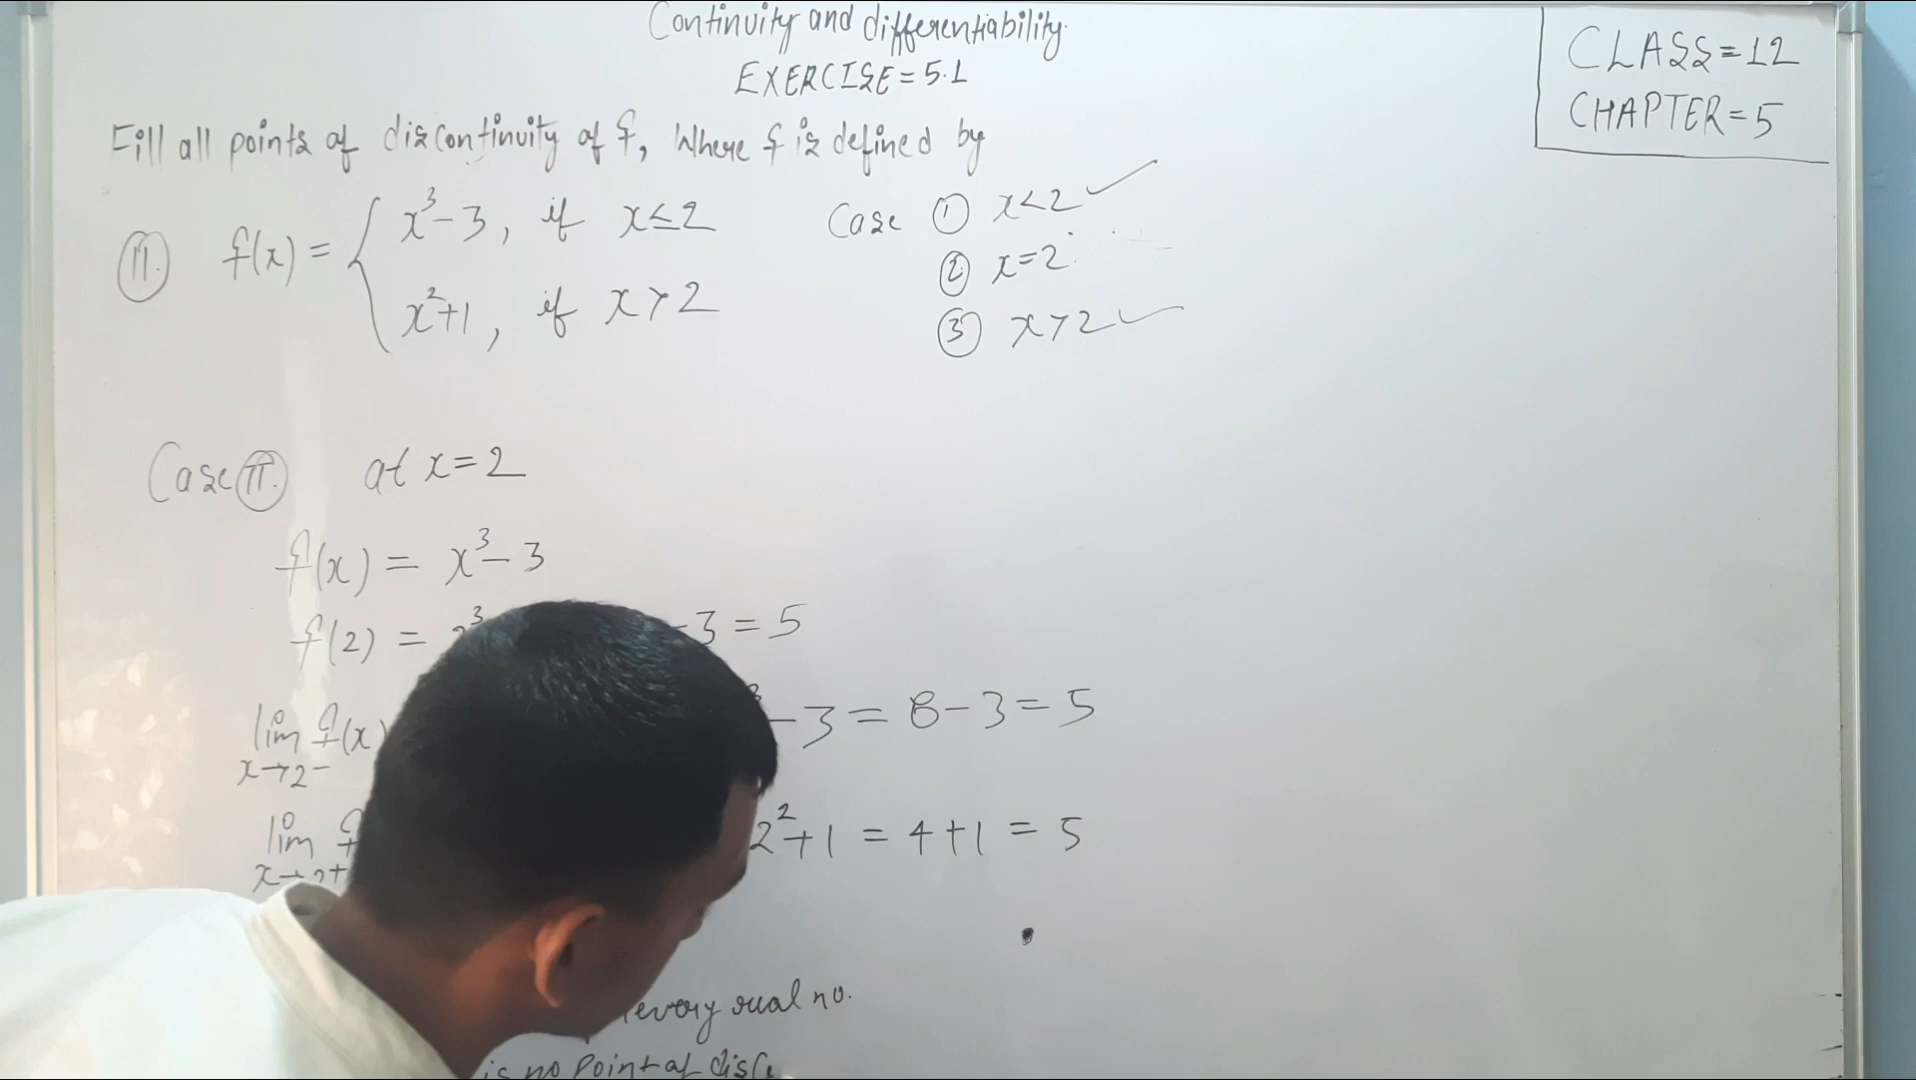 Continuity and differentiability.
EXERCISE = 5.1
CLASS = 12
CHAPTER = 5
Fill all points of discontinuity of f, Where f is defined by
11. f(x) = { x³-3, if x≤2
x²+1, if x>2
Case ① x<2 ✓
② x=2
③ x>2 ✓
Case II. at x=2
f(x) = x³-3
f(2) = 3 -3 = 5
lim f(x) -3 = 8-3 = 5
x→2-
lim f 2²+1 = 4+1 = 5
x→2+
every real no.
is no point of